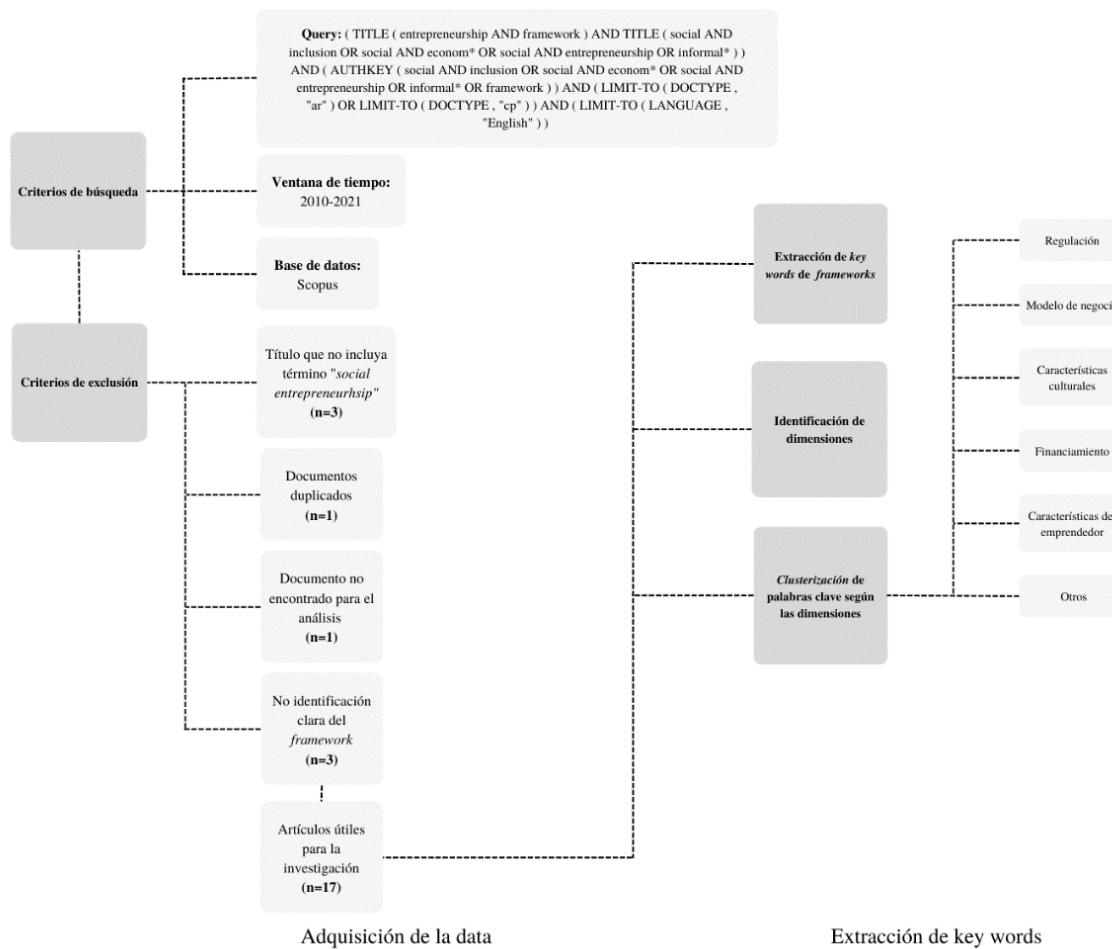 Query: ( TITLE ( entrepreneurship AND framework ) AND TITLE ( social AND
inclusion OR social AND econom* OR social AND entrepreneurship OR informal* ) )
AND ( AUTHKEY ( social AND inclusion OR social AND econom* OR social AND
entrepreneurship OR informal* OR framework ) ) AND ( LIMIT-TO ( DOCTYPE ,
"ar" ) OR LIMIT-TO ( DOCTYPE , "cp" ) ) AND ( LIMIT-TO ( LANGUAGE ,
"English" ) )
Criterios de búsqueda
Ventana de tiempo:
2010-2021
Base de datos:
Scopus
Criterios de exclusión
Título que no incluya
término "social
entrepreneurhsip"
(n=3)
Documentos
duplicados
(n=1)
Documento no
encontrado para el
análisis
(n=1)
No identificación
clara del
framework
(n=3)
Artículos útiles
para la
investigación
(n=17)
Extracción de key
words de frameworks
Identificación de
dimensiones
Clusterización de
palabras clave según
las dimensiones
Regulación
Modelo de negoci
Características
culturales
Financiamiento
Características de
emprendedor
Otros
Adquisición de la data
Extracción de key words